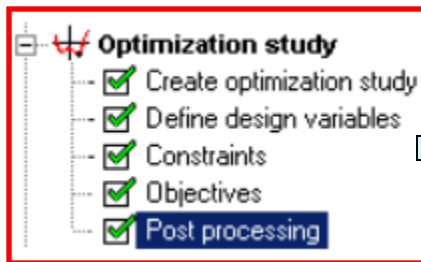 Optimization study
Create optimization study
Define design variables
Constraints
Objectives
Post processing